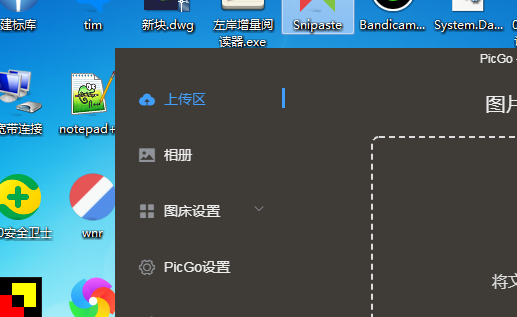 建标库
tim
新块.dwg
左岸增量阅
读器.exe
Snipaste
Bandicam...
System.Da...
PicGo -
上传区
图片
宽带连接
notepad+
相册
图床设置
0安全卫士
wnr
PicGo设置
将文